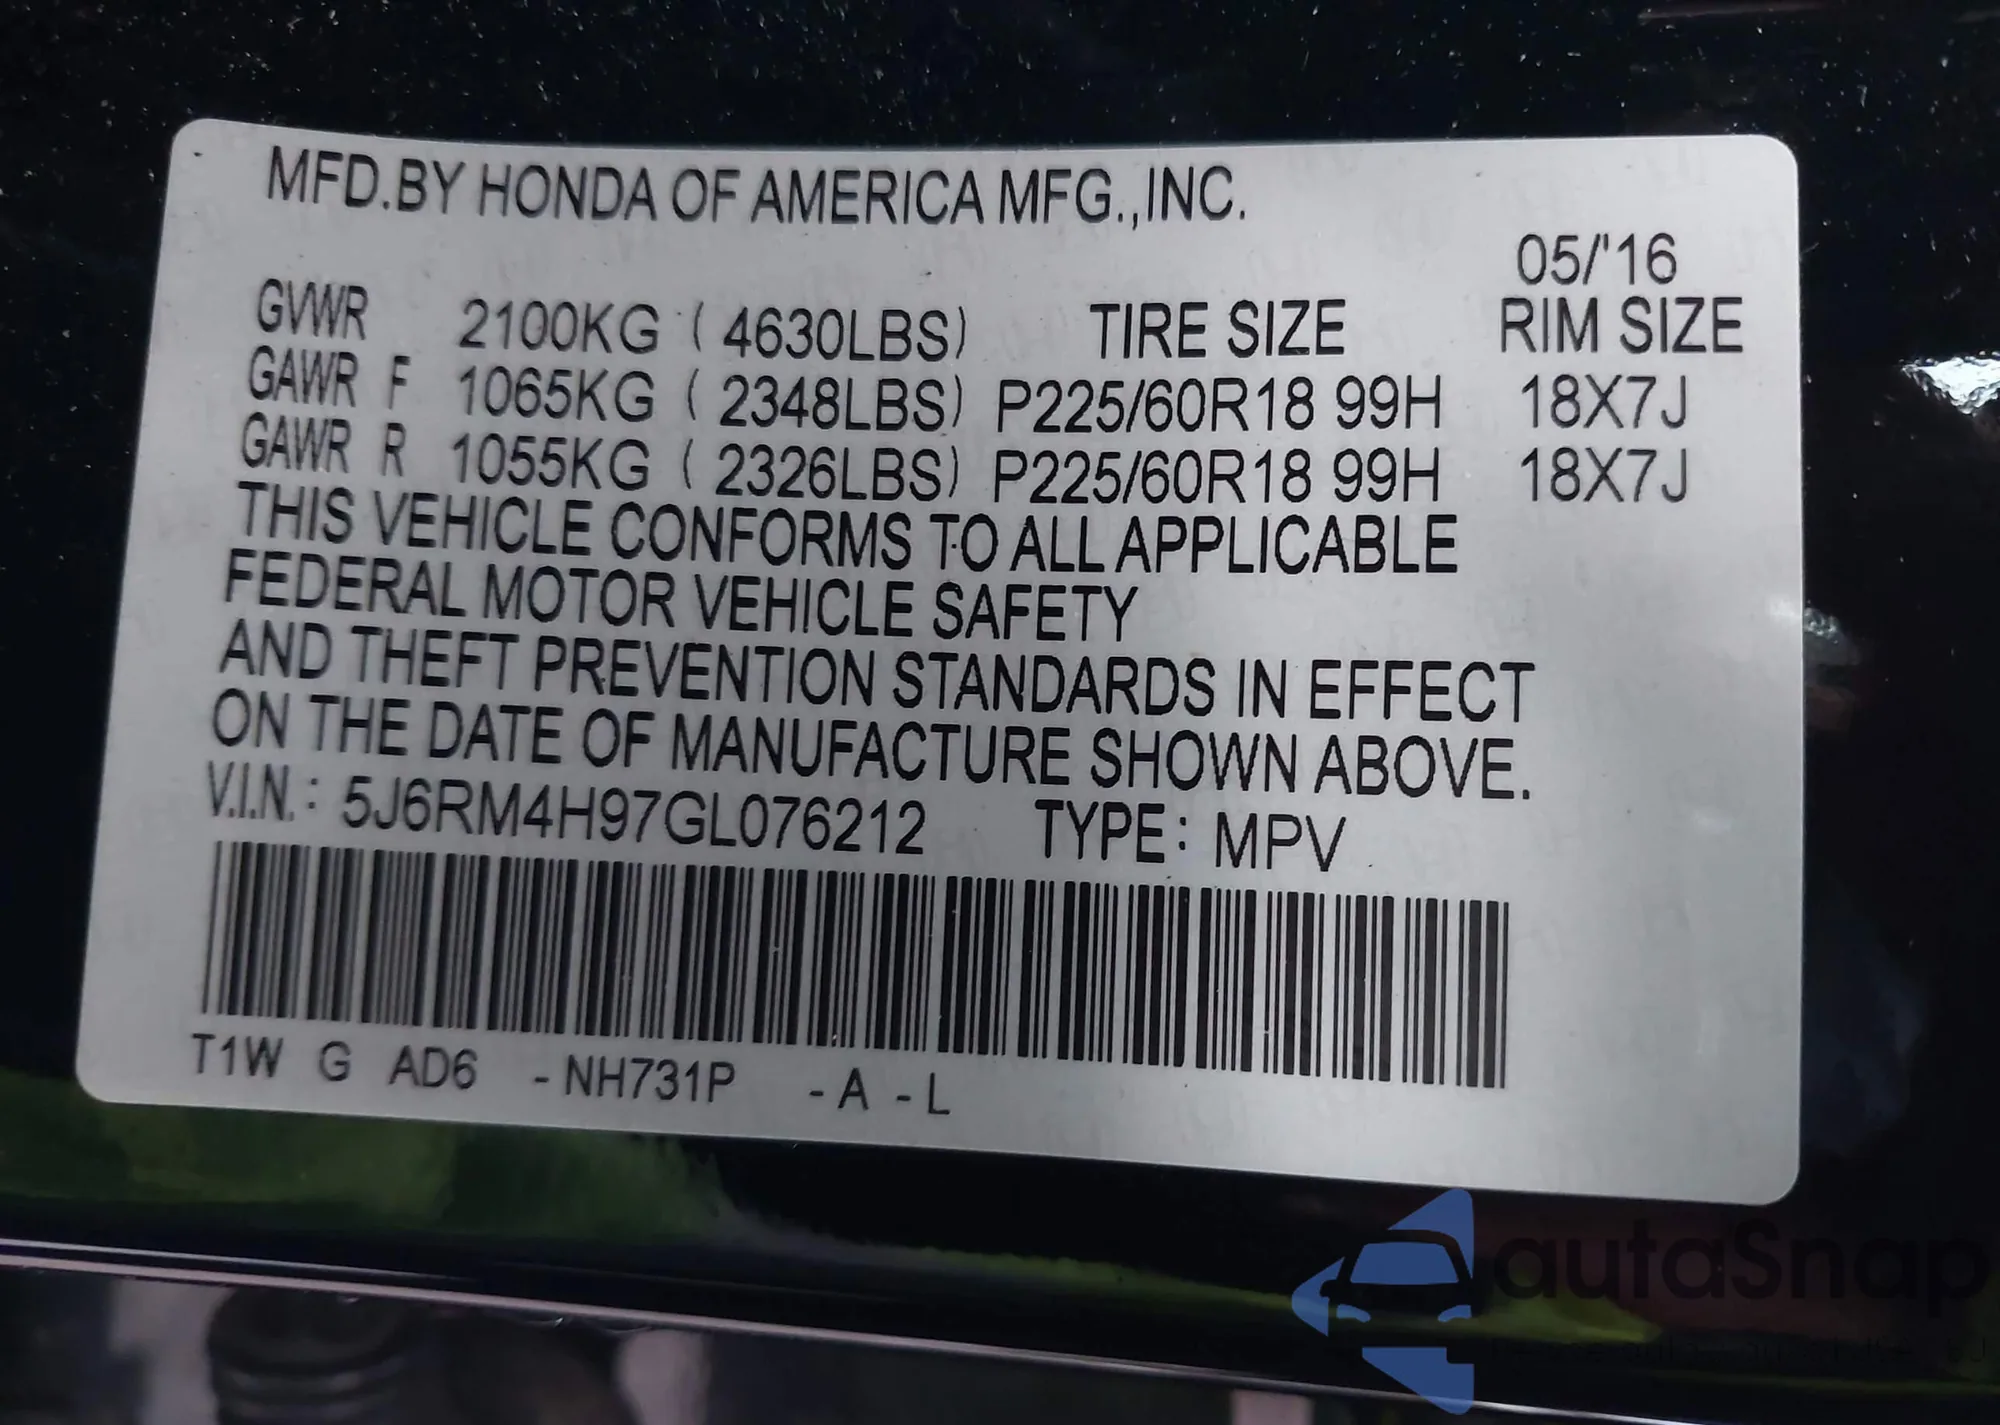 MFD.BY HONDA OF AMERICA MFG.,INC.
05/'16
GVWR 2100KG ( 4630LBS) TIRE SIZE RIM SIZE
GAWR F 1065KG ( 2348LBS) P225/60R18 99H 18X7J
GAWR R 1055KG ( 2326LBS) P225/60R18 99H 18X7J
THIS VEHICLE CONFORMS TO ALL APPLICABLE
FEDERAL MOTOR VEHICLE SAFETY
AND THEFT PREVENTION STANDARDS IN EFFECT
ON THE DATE OF MANUFACTURE SHOWN ABOVE.
V.I.N.: 5J6RM4H97GL076212 TYPE: MPV
T1W G AD6 -NH731P -A -L
autaSnap